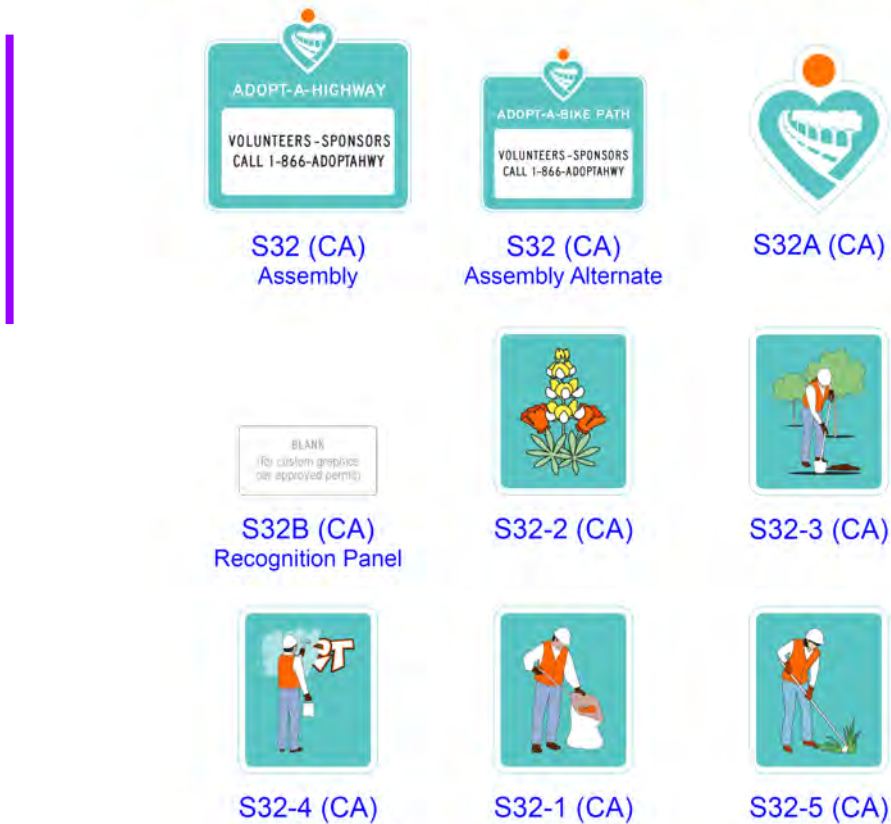 ADOPT-A-HIGHWAY
VOLUNTEERS-SPONSORS
CALL 1-866-ADOPTAHWY
S32 (CA)
Assembly
ADOPT-A-BIKE PATH
VOLUNTEERS-SPONSORS
CALL 1-866-ADOPTAHWY
S32 (CA)
Assembly Alternate
S32A (CA)
BLANK
(for custom graphics
per approved permit)
S32B (CA)
Recognition Panel
S32-2 (CA)
S32-3 (CA)
S32-4 (CA)
S32-1 (CA)
S32-5 (CA)